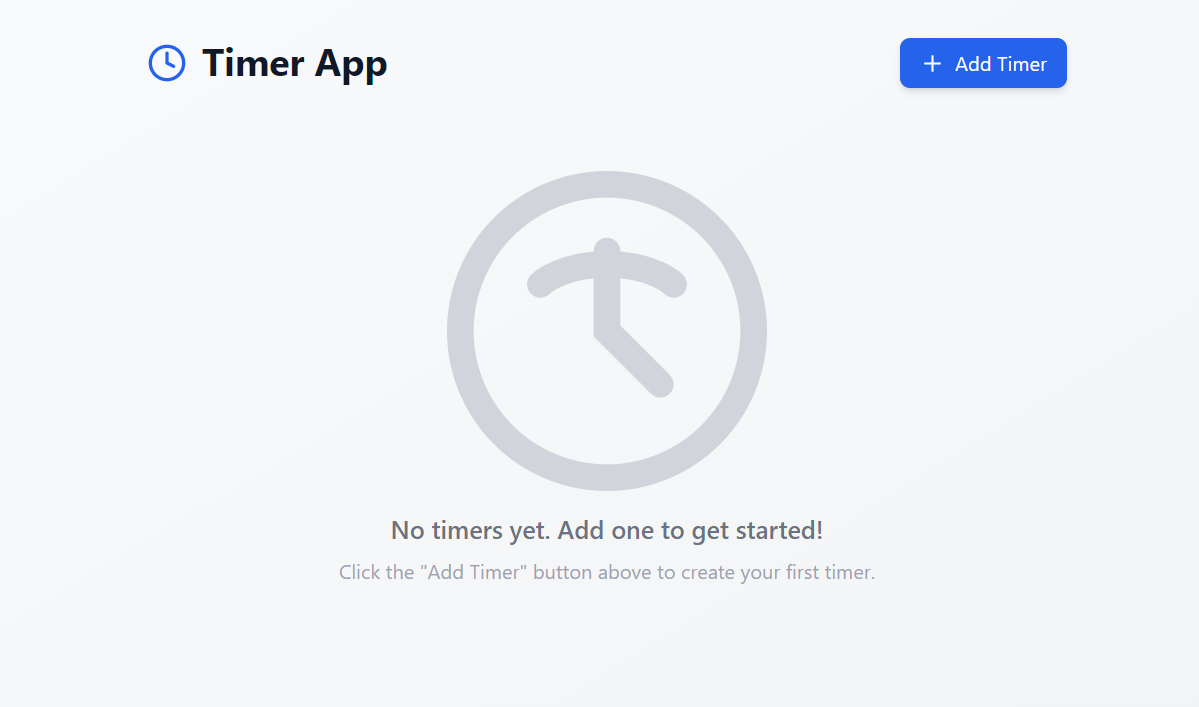 Timer App
Add Timer
No timers yet. Add one to get started!
Click the "Add Timer" button above to create your first timer.